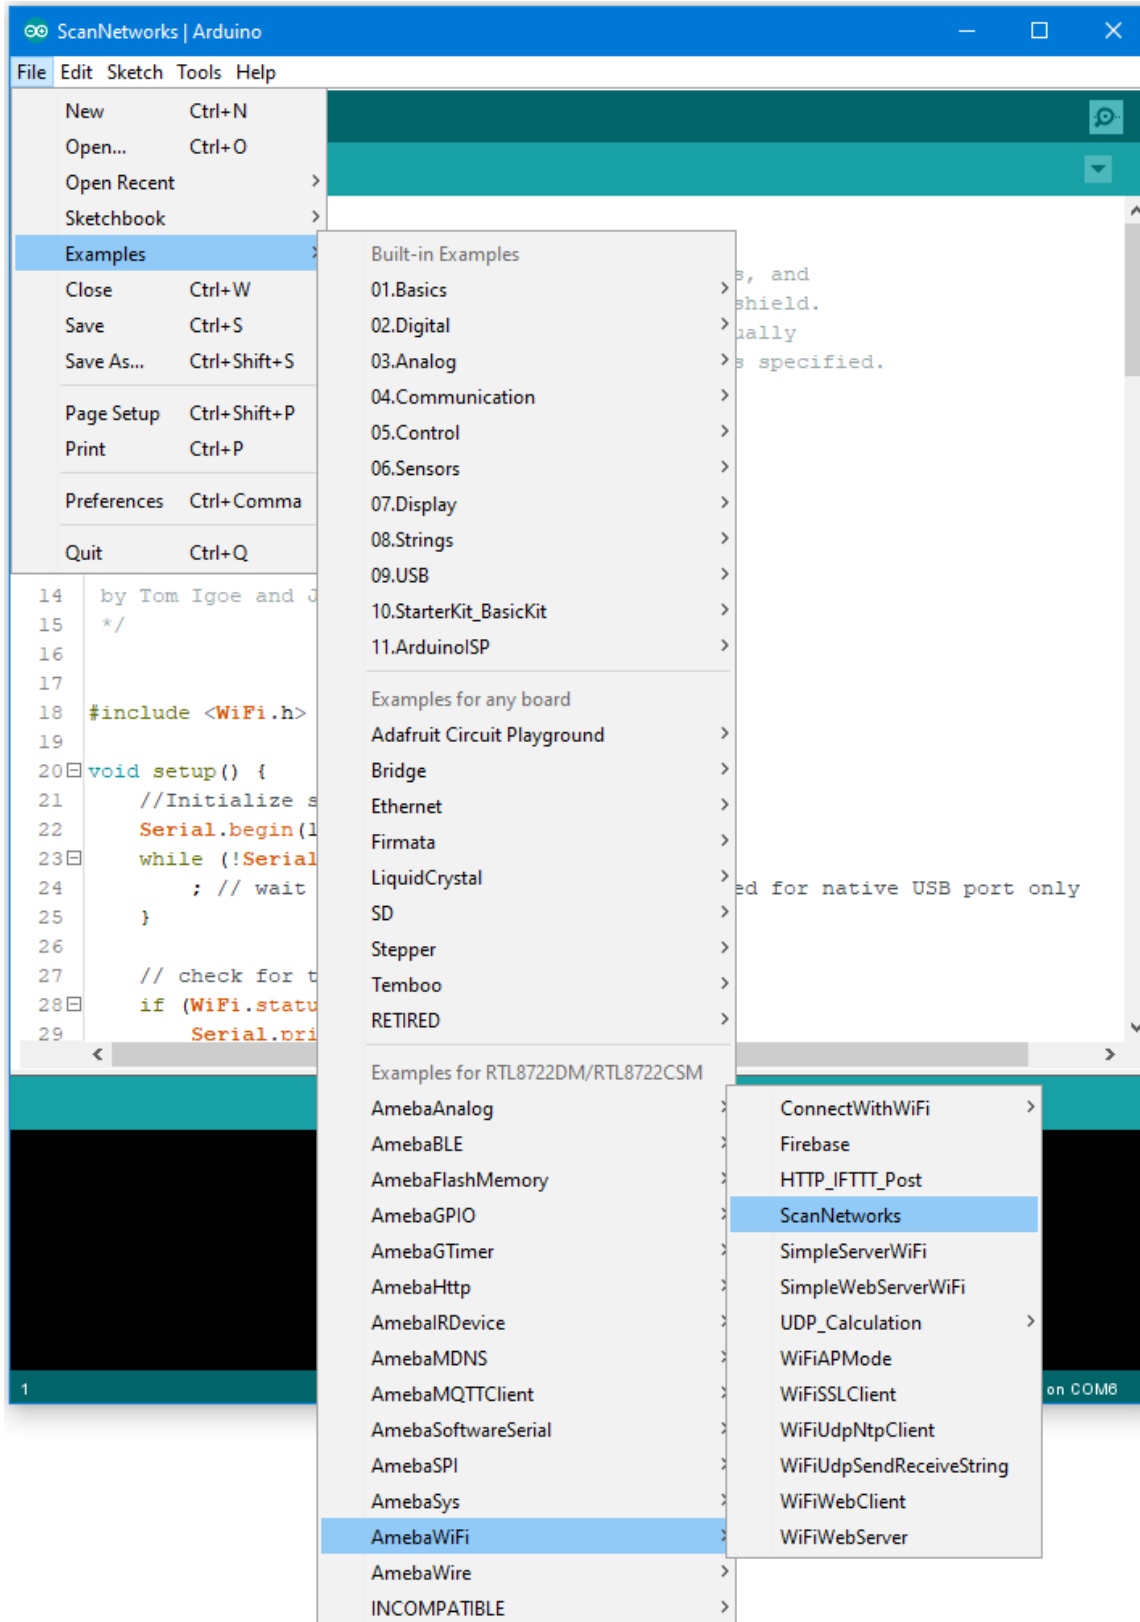 ScanNetworks | Arduino
File Edit Sketch Tools Help
New Ctrl+N
Open... Ctrl+O
Open Recent
Sketchbook
Examples
Close Ctrl+W
Save Ctrl+S
Save As... Ctrl+Shift+S
Page Setup Ctrl+Shift+P
Print Ctrl+P
Preferences Ctrl+Comma
Quit Ctrl+Q
Built-in Examples
01.Basics
02.Digital
03.Analog
04.Communication
05.Control
06.Sensors
07.Display
08.Strings
09.USB
10.StarterKit_BasicKit
11.ArduinoISP
Examples for any board
Adafruit Circuit Playground
Bridge
Ethernet
Firmata
LiquidCrystal
SD
Stepper
Temboo
RETIRED
Examples for RTL8722DM/RTL8722CSM
AmebaAnalog
AmebaBLE
AmebaFlashMemory
AmebaGPIO
AmebaGTimer
AmebaHttp
AmebaIRDevice
AmebaMDNS
AmebaMQTTClient
AmebaSoftwareSerial
AmebaSPI
AmebaSys
AmebaWiFi
AmebaWire
INCOMPATIBLE
ConnectWithWiFi
Firebase
HTTP_IFTTT_Post
ScanNetworks
SimpleServerWiFi
SimpleWebServerWiFi
UDP_Calculation
WiFiAPMode
WiFiSSLClient
WiFiUdpNtpClient
WiFiUdpSendReceiveString
WiFiWebClient
WiFiWebServer
s, and
shield.
ually
s specified.
14 by Tom Igoe and J
15 */
16
17
18 #include <WiFi.h>
19
20 void setup() {
21 //Initialize s
22 Serial.begin(1
23 while (!Serial
24 ; // wait ed for native USB port only
25 }
26
27 // check for t
28 if (WiFi.statu
29 Serial.pri
1 on COM6